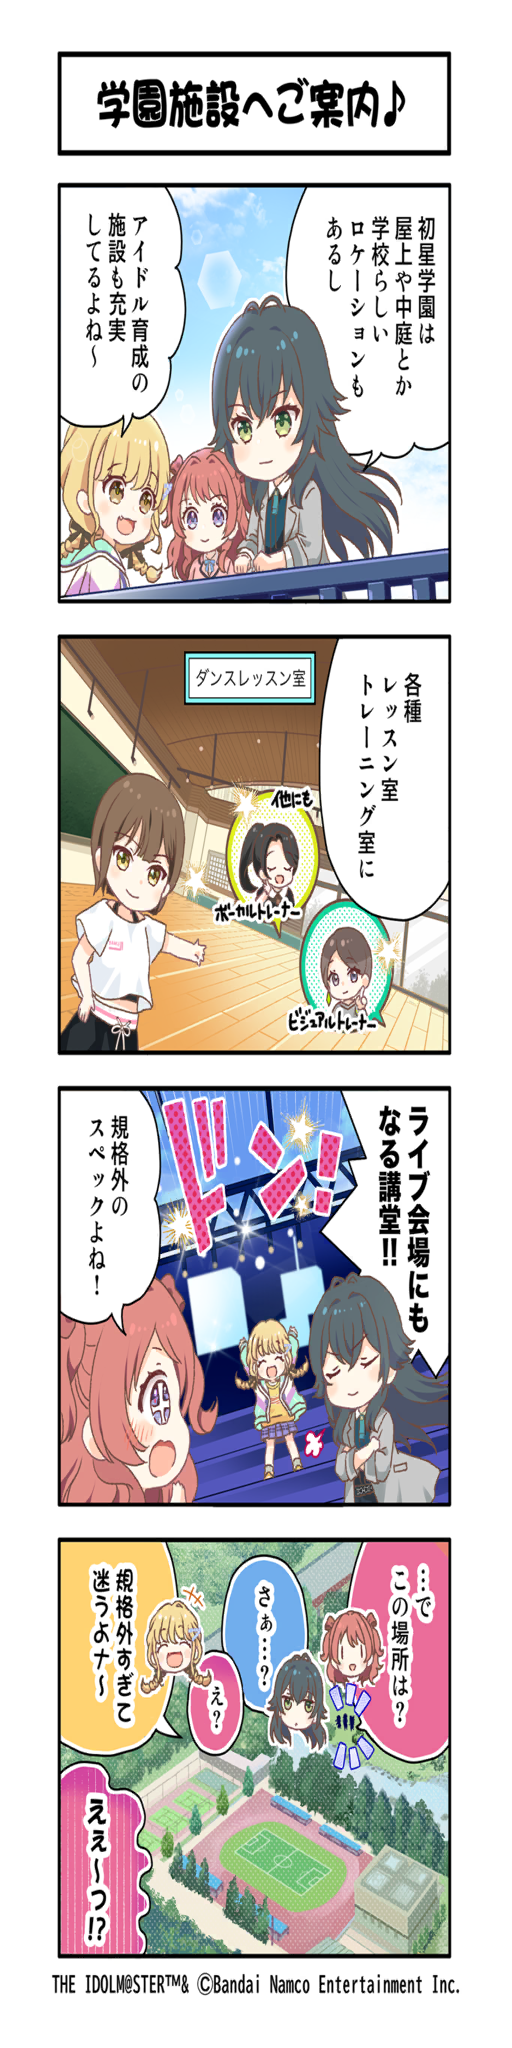 学園施設へご案内♪
初星学園は
屋上や中庭とか
学校らしい
ロケーションも
あるし
アイドル育成の
施設も充実
してるよね〜
各種
レッスン室
トレーニング室に
ダンスレッスン室
他にも
ボーカルトレーナー
ビジュアルトレーナー
ライブ会場にも
なる講堂!!
ドン!
規格外の
スペックよね!
…で
この場所は?
さぁ…?
え?
規格外すぎて
迷うよナ〜
ええ〜っ!?
THE IDOLM@STER™& ©Bandai Namco Entertainment Inc.